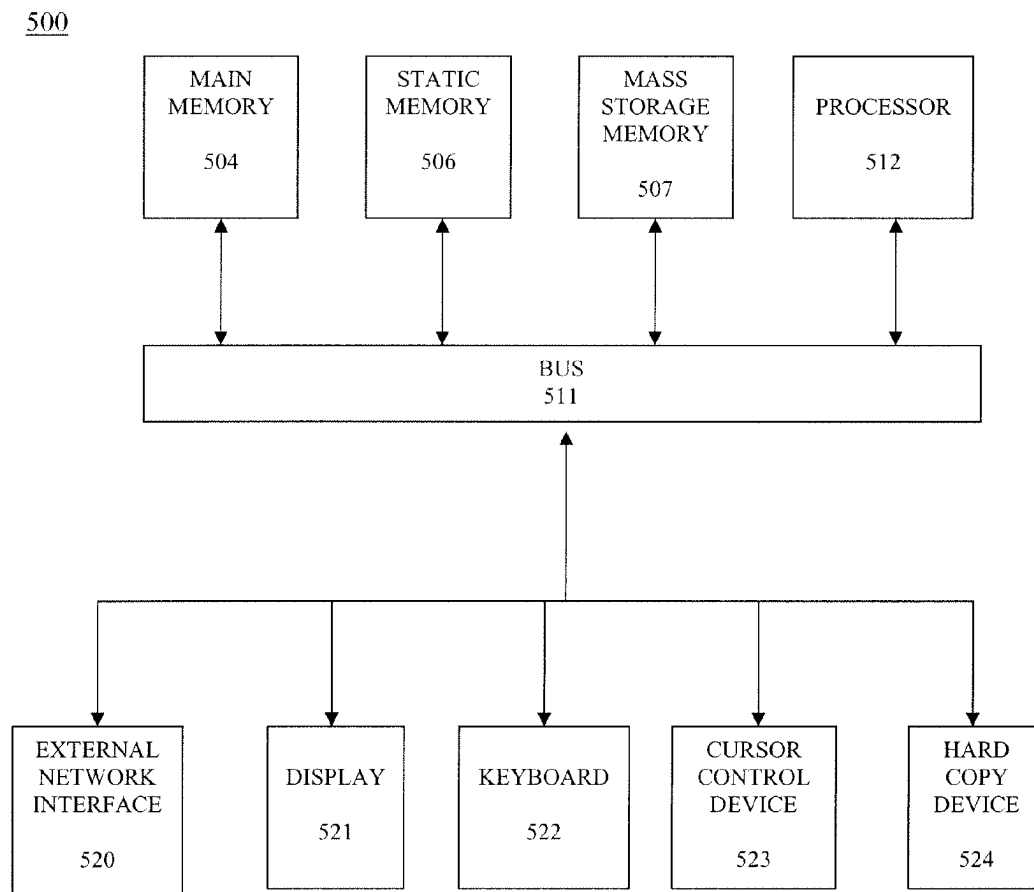 500
MAIN
MEMORY
504
STATIC
MEMORY
506
MASS
STORAGE
MEMORY
507
PROCESSOR
512
BUS
511
EXTERNAL
NETWORK
INTERFACE
520
DISPLAY
521
KEYBOARD
522
CURSOR
CONTROL
DEVICE
523
HARD
COPY
DEVICE
524